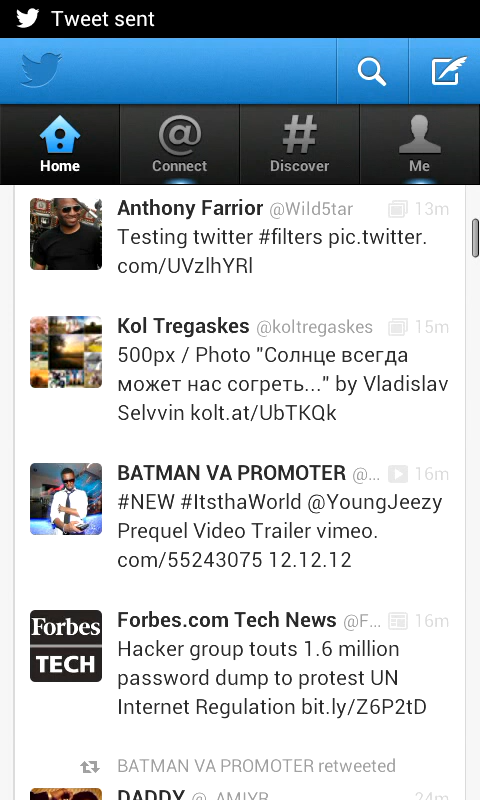 Tweet sent
Home
Connect
Discover
Me
Anthony Farrior @Wild5tar 13m
Testing twitter #filters pic.twitter.
com/UVzlhYRl
Kol Tregaskes @koltregaskes 15m
500px / Photo "Солнце всегда
может нас согреть..." by Vladislav
Selvvin kolt.at/UbTKQk
BATMAN VA PROMOTER @... 16m
#NEW #ItsthaWorld @YoungJeezy
Prequel Video Trailer vimeo.
com/55243075 12.12.12
Forbes
TECH
Forbes.com Tech News @F... 16m
Hacker group touts 1.6 million
password dump to protest UN
Internet Regulation bit.ly/Z6P2tD
BATMAN VA PROMOTER retweeted
DADDY 24m